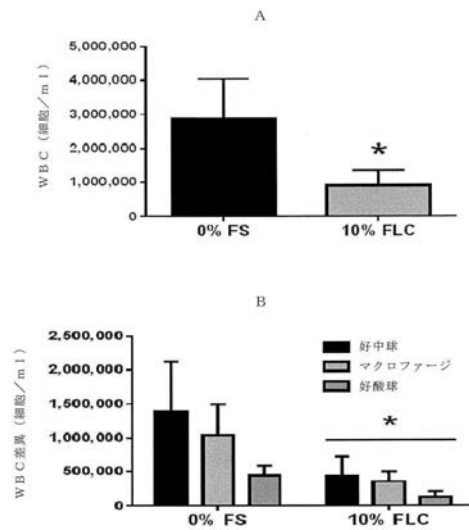 A
5,000,000
4,000,000
3,000,000
2,000,000
1,000,000
0
WBC (細胞/ml)
*
0% FS
10% FLC
B
2,500,000
2,000,000
1,500,000
1,000,000
500,000
0
WBC差異 (細胞/ml)
好中球
マクロファージ
好酸球
*
0% FS
10% FLC